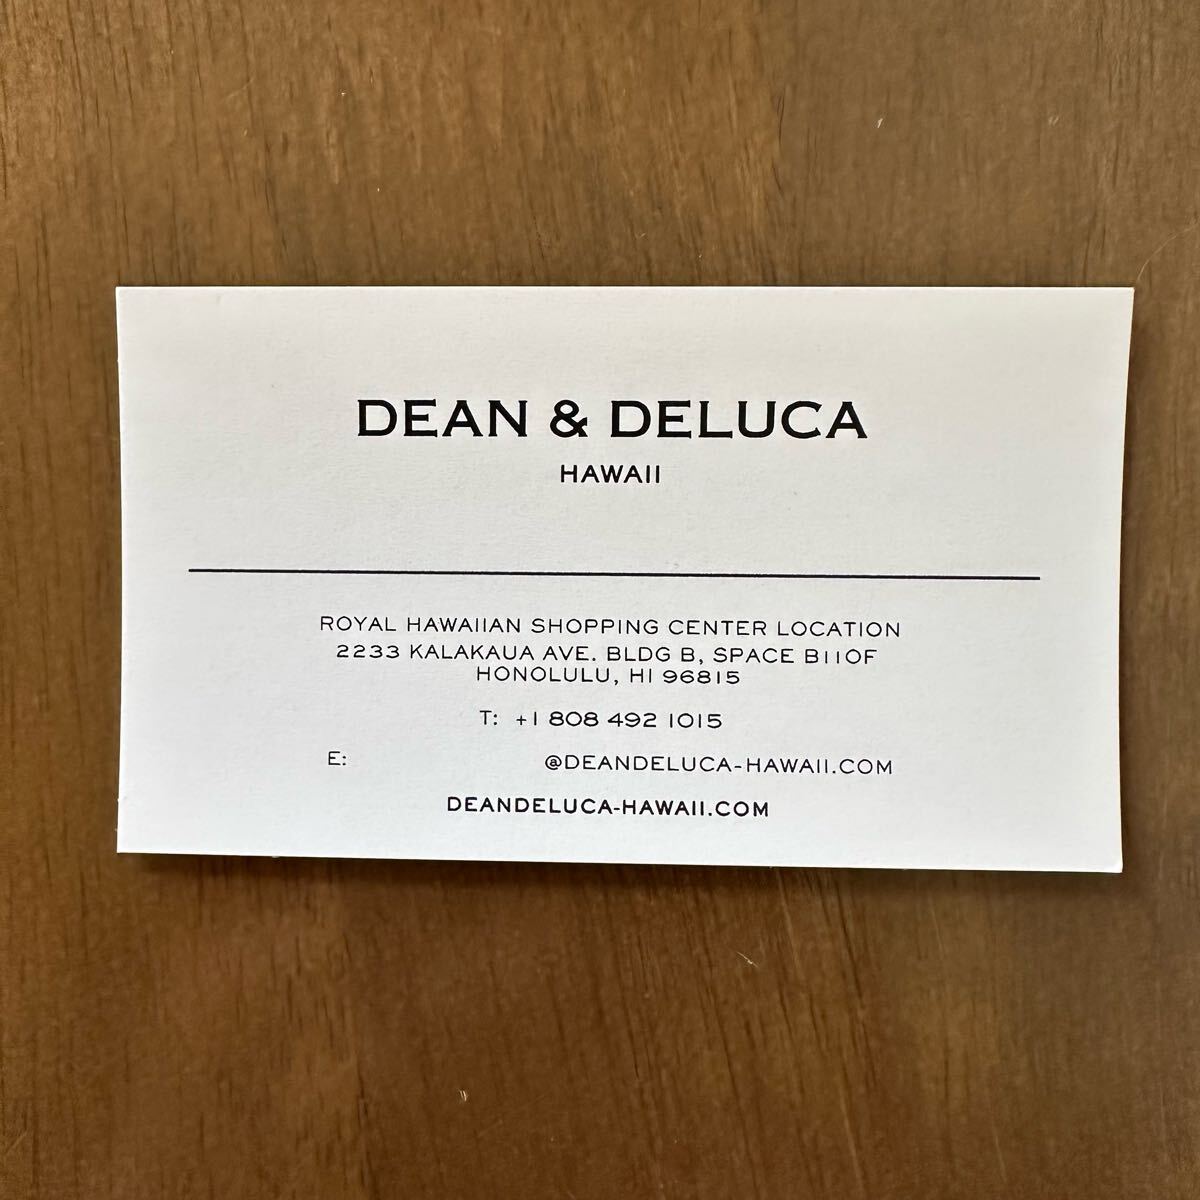 DEAN & DELUCA
HAWAII
ROYAL HAWAIIAN SHOPPING CENTER LOCATION
2233 KALAKAUA AVE. BLDG B, SPACE B110F
HONOLULU, HI 96815
T: +1 808 492 1015
E: @DEANDELUCA-HAWAII.COM
DEANDELUCA-HAWAII.COM